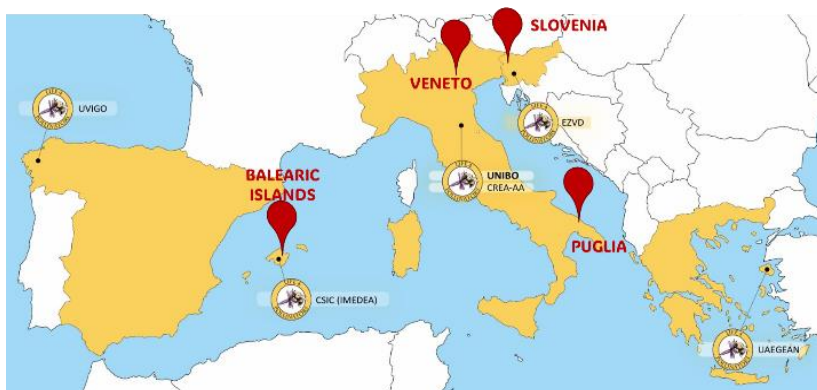 SLOVENIA
VENETO
UVIGO
EZVD
BALEARIC
ISLANDS
UNIBO
CREA-AA
PUGLIA
CSIC (IMEDEA)
UAEGEAN